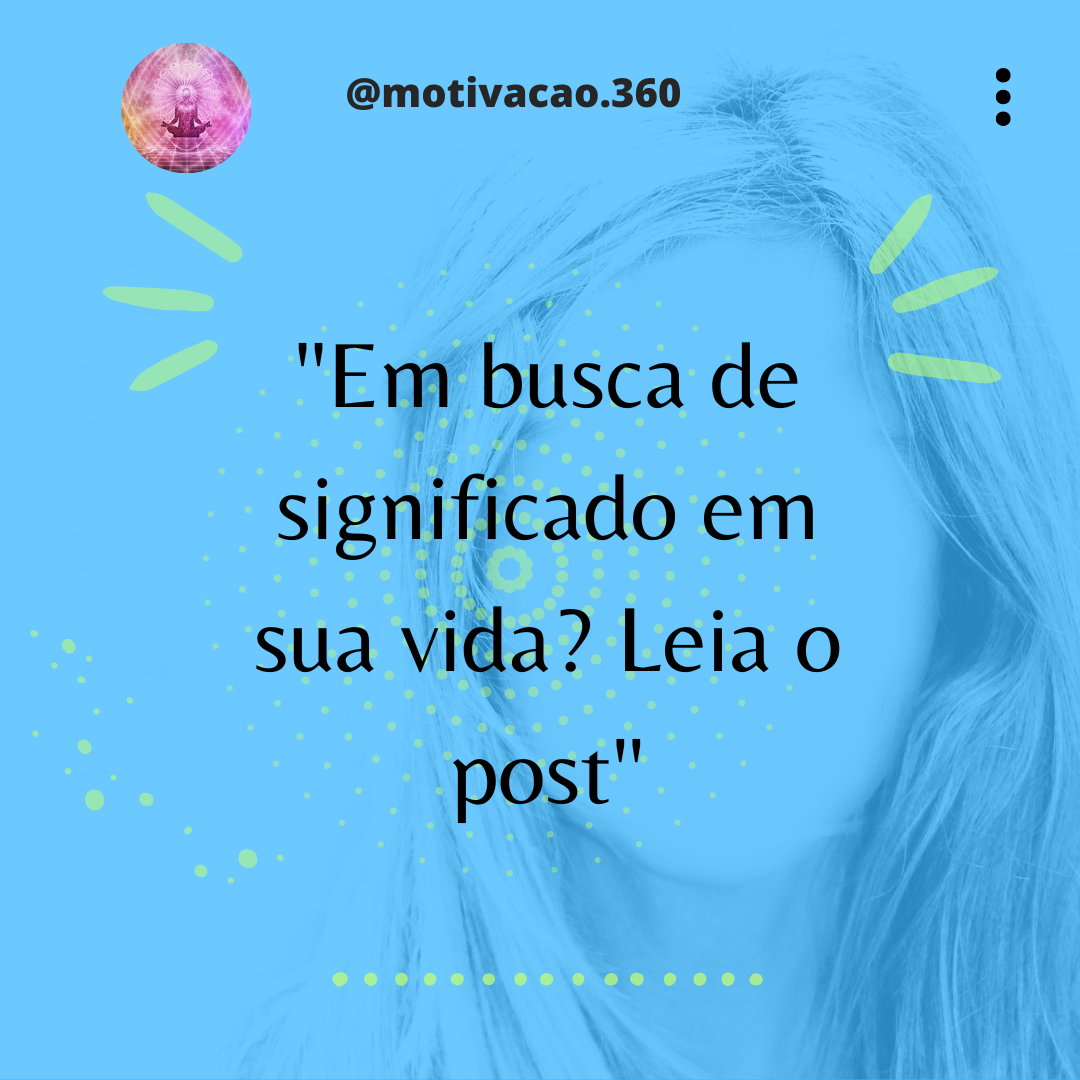 @motivacao.360
"Em busca de
significado em
sua vida? Leia o
post"